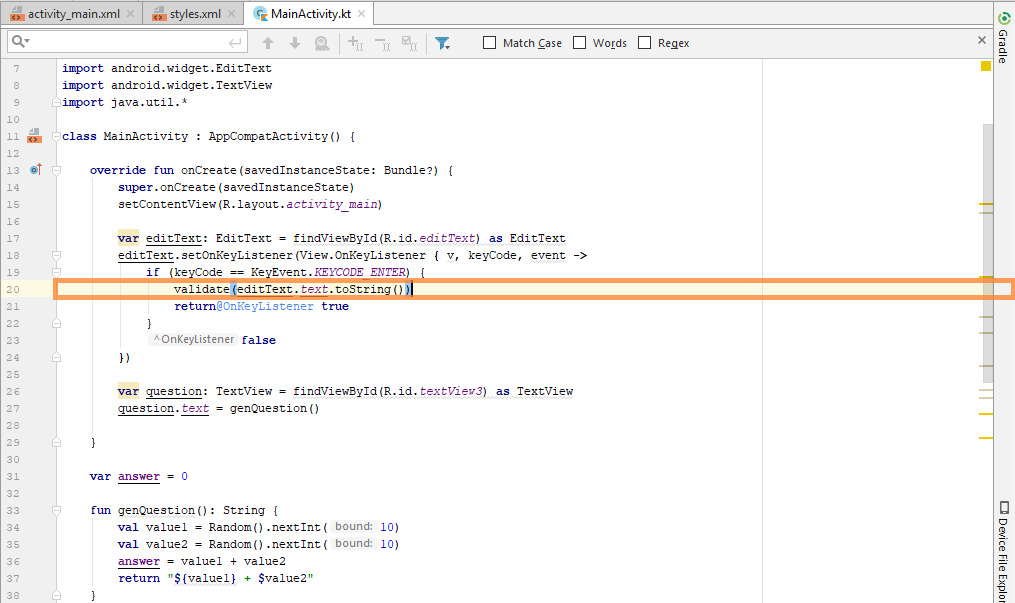 activity_main.xml × styles.xml × MainActivity.kt ×
Match Case Words Regex
Gradle
7 import android.widget.EditText
8 import android.widget.TextView
9 import java.util.*
10
11 class MainActivity : AppCompatActivity() {
12
13 override fun onCreate(savedInstanceState: Bundle?) {
14 super.onCreate(savedInstanceState)
15 setContentView(R.layout.activity_main)
16
17 var editText: EditText = findViewById(R.id.editText) as EditText
18 editText.setOnKeyListener(View.OnKeyListener { v, keyCode, event ->
19 if (keyCode == KeyEvent.KEYCODE_ENTER) {
20 validate(editText.text.toString())
21 return@OnKeyListener true
22 }
23 ^OnKeyListener false
24 })
25
26 var question: TextView = findViewById(R.id.textView3) as TextView
27 question.text = genQuestion()
28
29 }
30
31 var answer = 0
32
33 fun genQuestion(): String {
34 val value1 = Random().nextInt( bound: 10)
35 val value2 = Random().nextInt( bound: 10)
36 answer = value1 + value2
37 return "${value1} + $value2"
38 }
Device File Explor